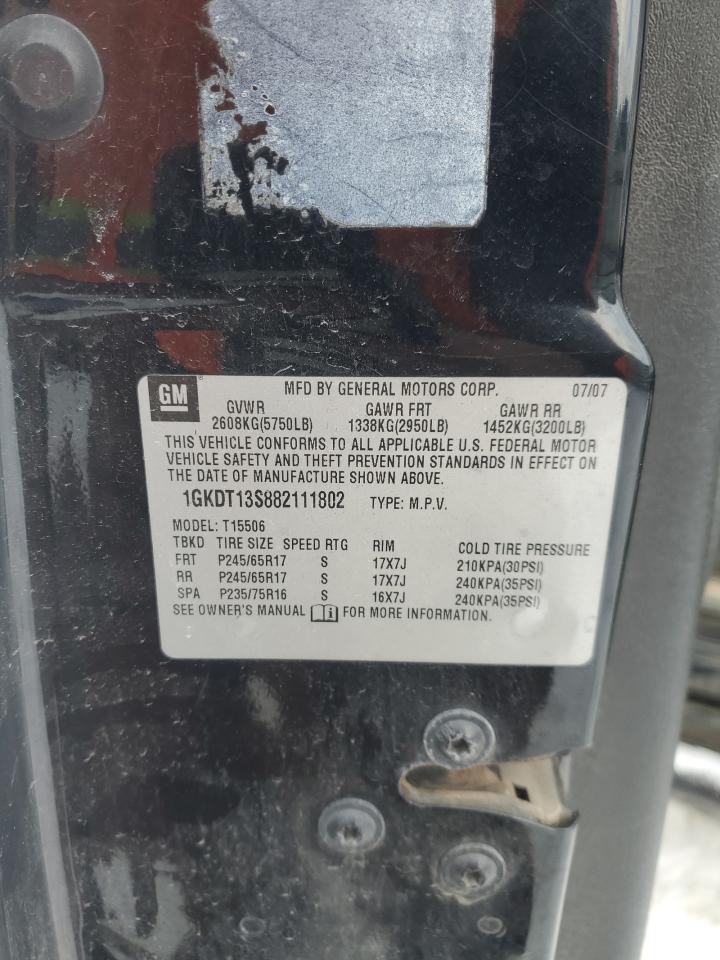 GM MFD BY GENERAL MOTORS CORP. 07/07
GVWR GAWR FRT GAWR RR
2608KG(5750LB) 1338KG(2950LB) 1452KG(3200LB)
THIS VEHICLE CONFORMS TO ALL APPLICABLE U.S. FEDERAL MOTOR
VEHICLE SAFETY AND THEFT PREVENTION STANDARDS IN EFFECT ON
THE DATE OF MANUFACTURE SHOWN ABOVE.
1GKDT13S882111802 TYPE: M.P.V.
MODEL: T15506
TBKD TIRE SIZE SPEED RTG RIM COLD TIRE PRESSURE
FRT P245/65R17 S 17X7J 210KPA(30PSI)
RR P245/65R17 S 17X7J 240KPA(35PSI)
SPA P235/75R16 S 16X7J 240KPA(35PSI)
SEE OWNER'S MANUAL i FOR MORE INFORMATION.